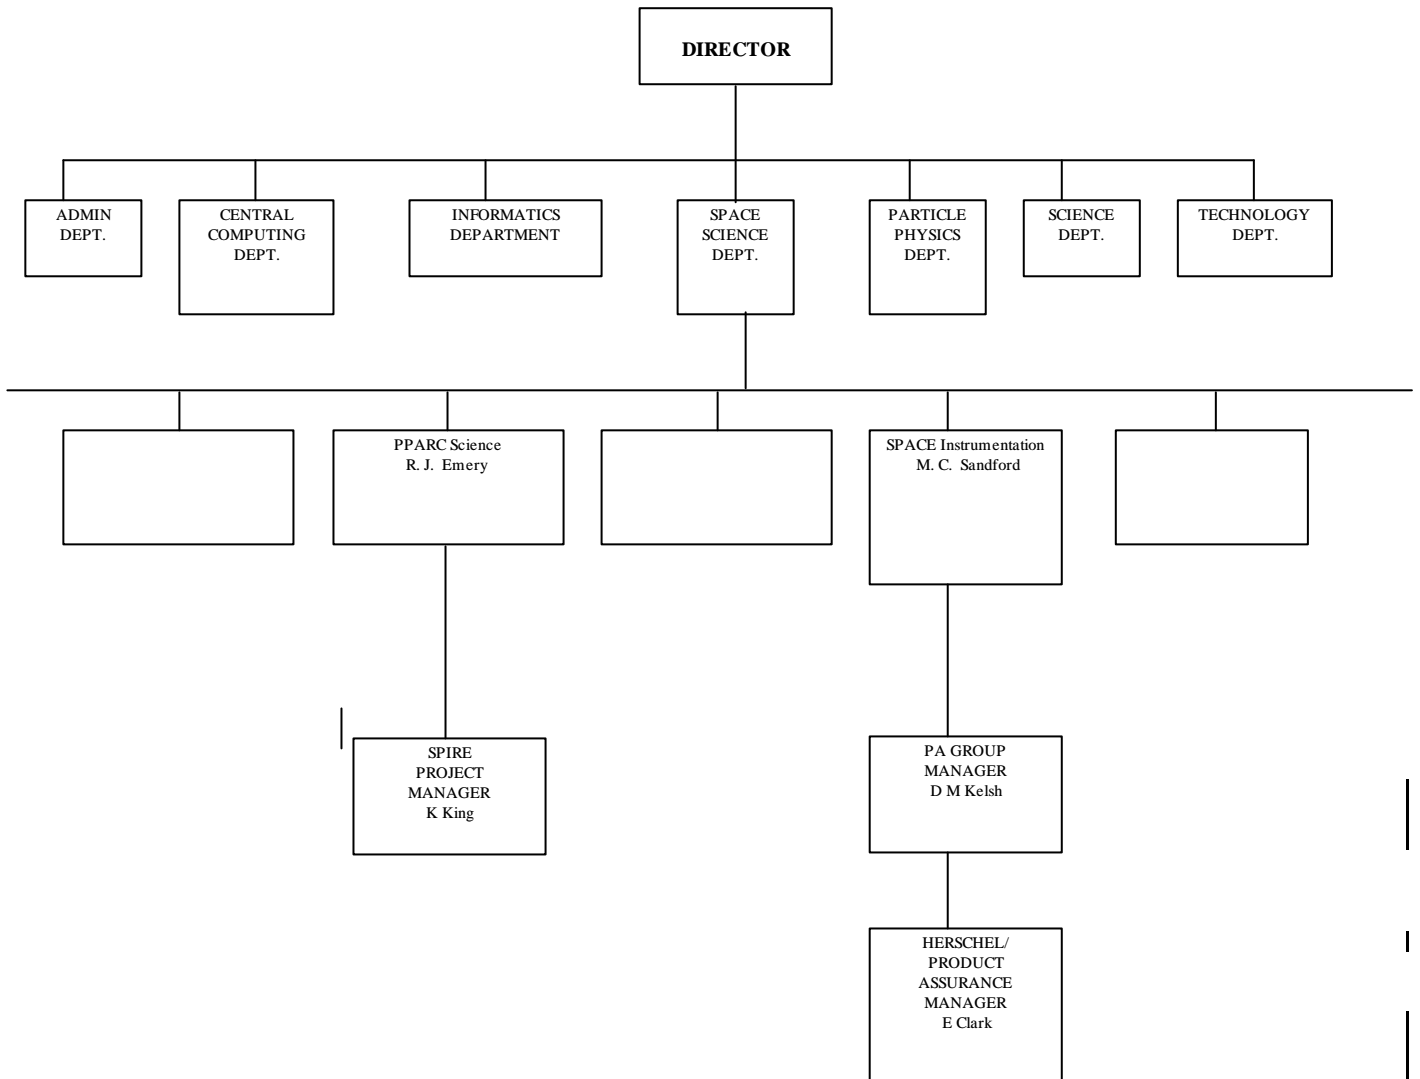 DIRECTOR
ADMIN
DEPT.
CENTRAL
COMPUTING
DEPT.
INFORMATICS
DEPARTMENT
SPACE
SCIENCE
DEPT.
PARTICLE
PHYSICS
DEPT.
SCIENCE
DEPT.
TECHNOLOGY
DEPT.
PPARC Science
R. J. Emery
SPACE Instrumentation
M. C. Sandford
SPIRE
PROJECT
MANAGER
K King
PA GROUP
MANAGER
D M Kelsh
HERSCHEL/
PRODUCT
ASSURANCE
MANAGER
E Clark